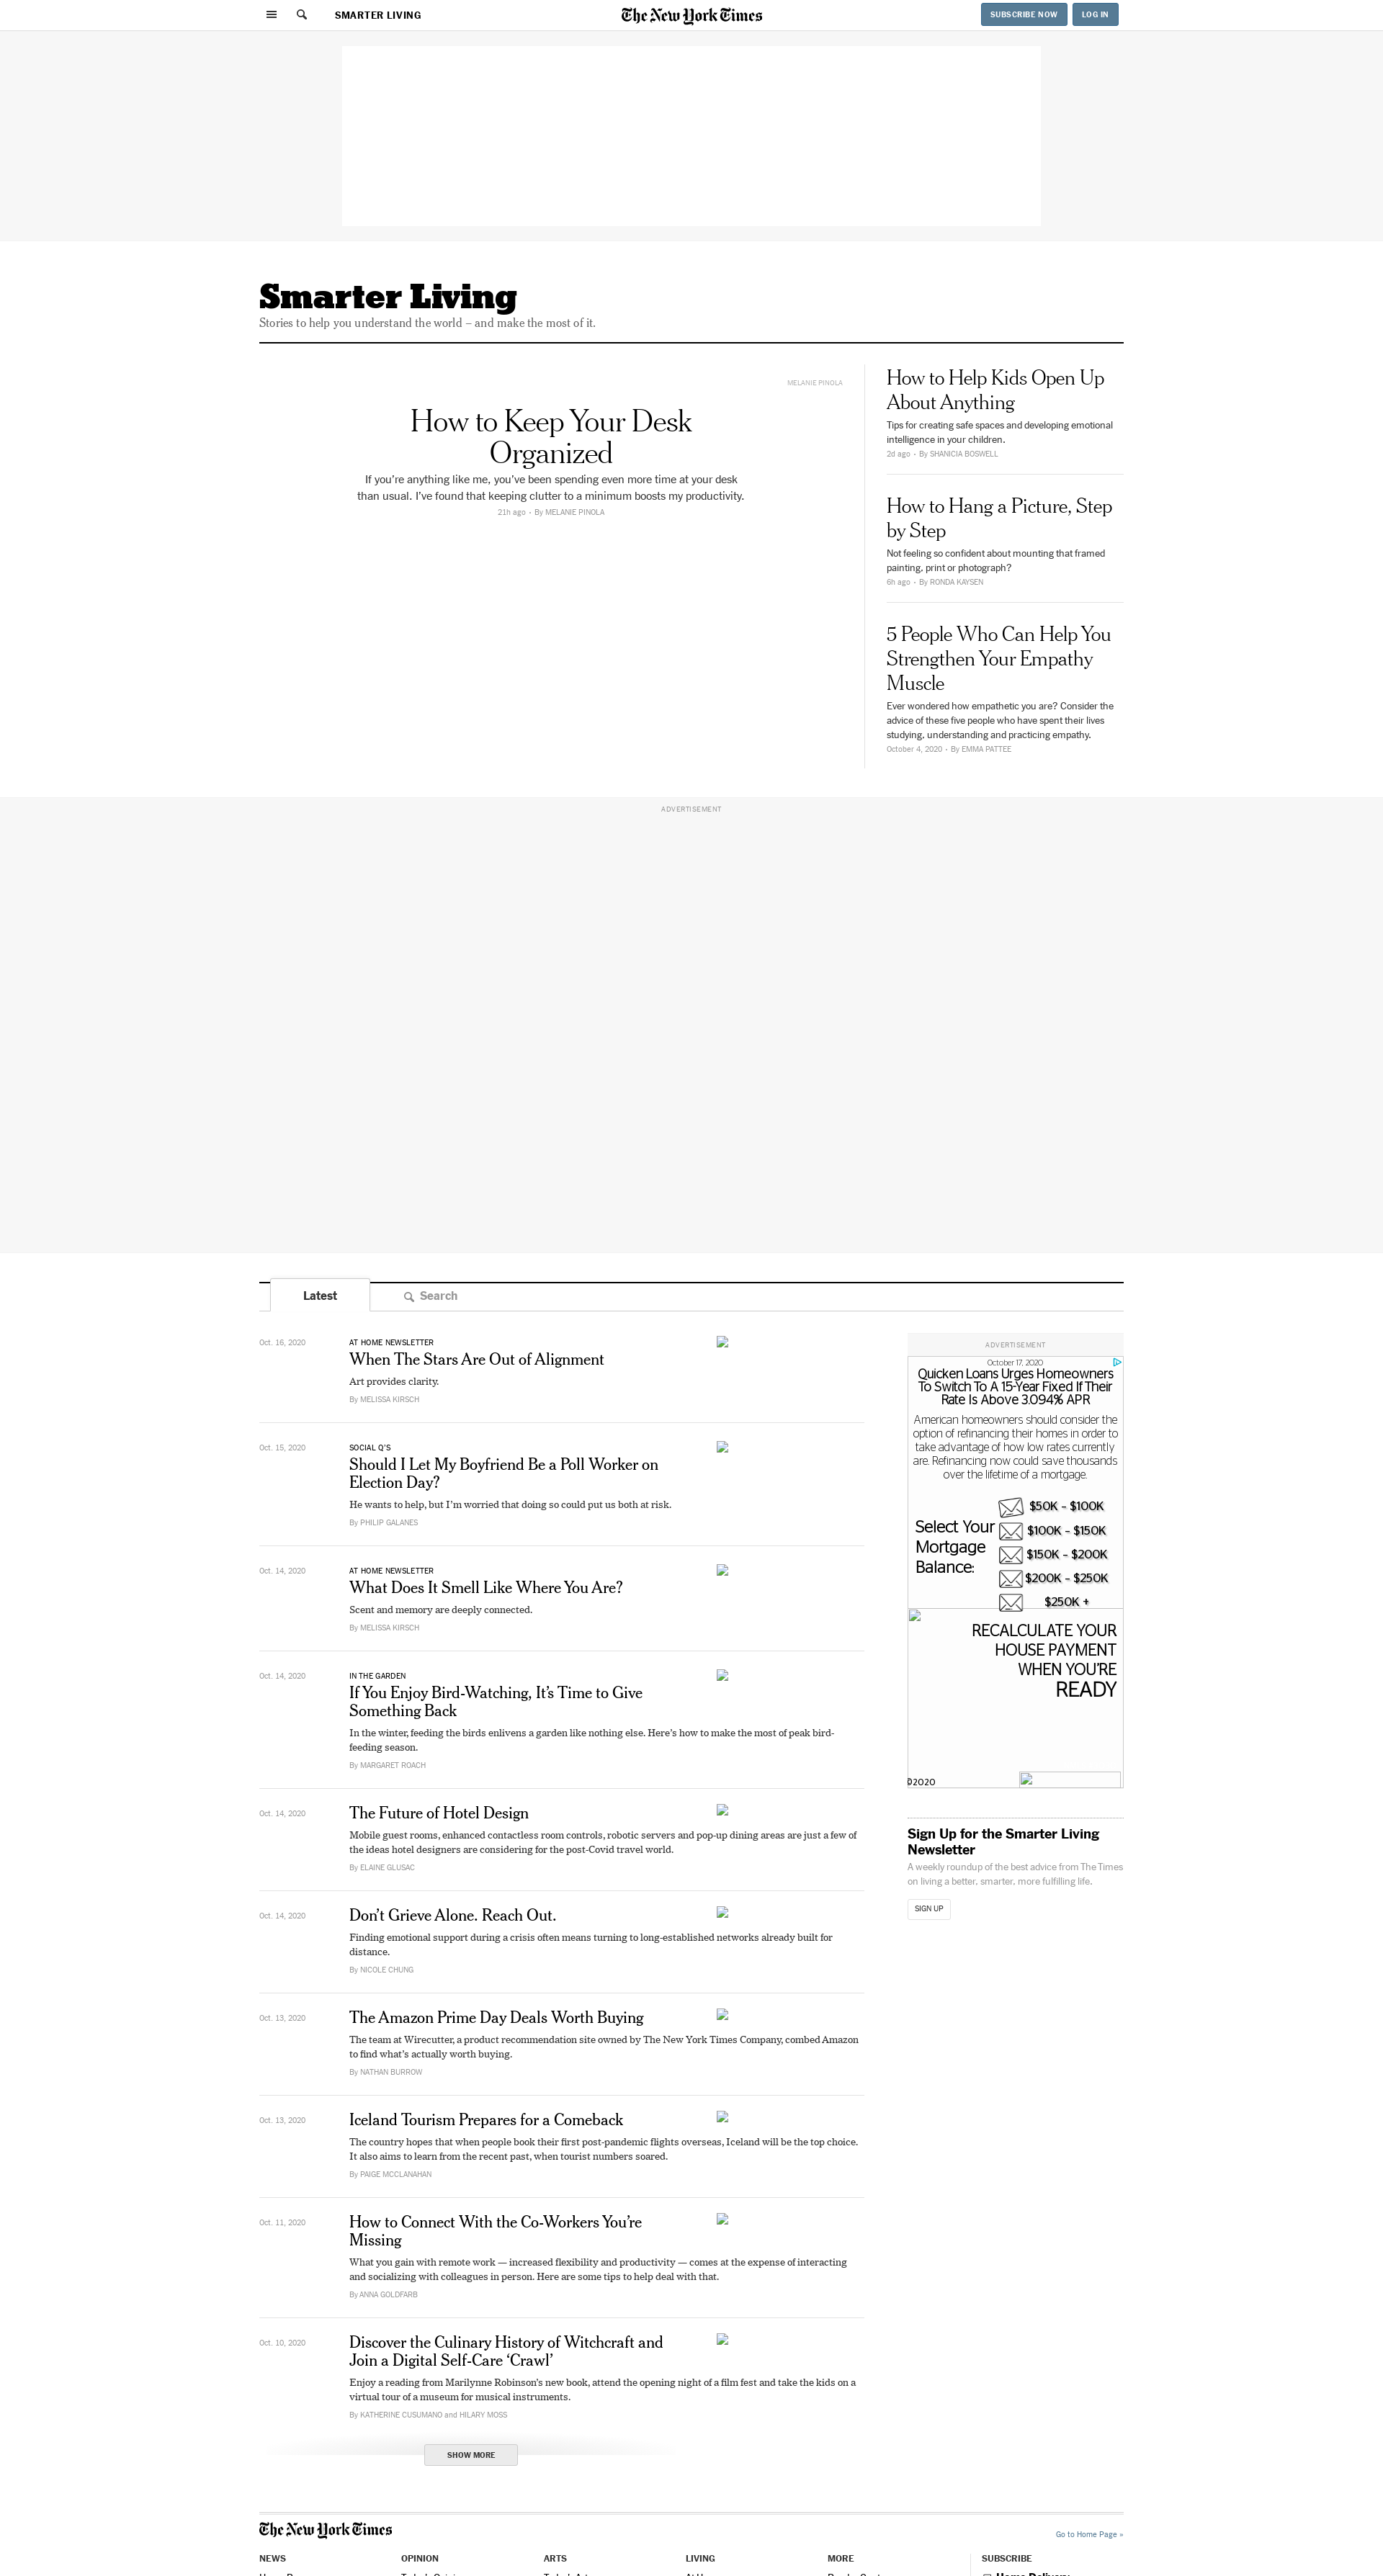 SMARTER LIVING
The New York Times
SUBSCRIBE NOW
LOG IN
Smarter Living
Stories to help you understand the world – and make the most of it.
MELANIE PINOLA
How to Keep Your Desk
Organized
If you’re anything like me, you’ve been spending even more time at your desk
than usual. I’ve found that keeping clutter to a minimum boosts my productivity.
21h ago • By MELANIE PINOLA
How to Help Kids Open Up
About Anything
Tips for creating safe spaces and developing emotional
intelligence in your children.
2d ago • By SHANICIA BOSWELL
How to Hang a Picture, Step
by Step
Not feeling so confident about mounting that framed
painting, print or photograph?
6h ago • By RONDA KAYSEN
5 People Who Can Help You
Strengthen Your Empathy
Muscle
Ever wondered how empathetic you are? Consider the
advice of these five people who have spent their lives
studying, understanding and practicing empathy.
October 4, 2020 • By EMMA PATTEE
ADVERTISEMENT
Latest
Search
Oct. 16, 2020
AT HOME NEWSLETTER
When The Stars Are Out of Alignment
Art provides clarity.
By MELISSA KIRSCH
Oct. 15, 2020
SOCIAL Q’S
Should I Let My Boyfriend Be a Poll Worker on
Election Day?
He wants to help, but I’m worried that doing so could put us both at risk.
By PHILIP GALANES
Oct. 14, 2020
AT HOME NEWSLETTER
What Does It Smell Like Where You Are?
Scent and memory are deeply connected.
By MELISSA KIRSCH
Oct. 14, 2020
IN THE GARDEN
If You Enjoy Bird-Watching, It’s Time to Give
Something Back
In the winter, feeding the birds enlivens a garden like nothing else. Here’s how to make the most of peak bird-
feeding season.
By MARGARET ROACH
Oct. 14, 2020
The Future of Hotel Design
Mobile guest rooms, enhanced contactless room controls, robotic servers and pop-up dining areas are just a few of
the ideas hotel designers are considering for the post-Covid travel world.
By ELAINE GLUSAC
Oct. 14, 2020
Don’t Grieve Alone. Reach Out.
Finding emotional support during a crisis often means turning to long-established networks already built for
distance.
By NICOLE CHUNG
Oct. 13, 2020
The Amazon Prime Day Deals Worth Buying
The team at Wirecutter, a product recommendation site owned by The New York Times Company, combed Amazon
to find what’s actually worth buying.
By NATHAN BURROW
Oct. 13, 2020
Iceland Tourism Prepares for a Comeback
The country hopes that when people book their first post-pandemic flights overseas, Iceland will be the top choice.
It also aims to learn from the recent past, when tourist numbers soared.
By PAIGE MCCLANAHAN
Oct. 11, 2020
How to Connect With the Co-Workers You’re
Missing
What you gain with remote work — increased flexibility and productivity — comes at the expense of interacting
and socializing with colleagues in person. Here are some tips to help deal with that.
By ANNA GOLDFARB
Oct. 10, 2020
Discover the Culinary History of Witchcraft and
Join a Digital Self-Care ‘Crawl’
Enjoy a reading from Marilynne Robinson’s new book, attend the opening night of a film fest and take the kids on a
virtual tour of a museum for musical instruments.
By KATHERINE CUSUMANO and HILARY MOSS
SHOW MORE
ADVERTISEMENT
October 17, 2020
Quicken Loans Urges Homeowners
To Switch To A 15-Year Fixed If Their
Rate Is Above 3.094% APR
American homeowners should consider the
option of refinancing their homes in order to
take advantage of how low rates currently
are. Refinancing now could save thousands
over the lifetime of a mortgage.
Select Your
Mortgage
Balance:
$50K - $100K
$100K - $150K
$150K - $200K
$200K - $250K
$250K +
RECALCULATE YOUR
HOUSE PAYMENT
WHEN YOU'RE
READY
©2020
Sign Up for the Smarter Living
Newsletter
A weekly roundup of the best advice from The Times
on living a better, smarter, more fulfilling life.
SIGN UP
The New York Times
Go to Home Page »
NEWS
OPINION
ARTS
LIVING
MORE
SUBSCRIBE